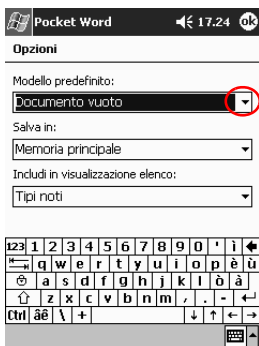 Pocket Word 17.24 ok
Opzioni
Modello predefinito:
Documento vuoto
Salva in:
Memoria principale
Includi in visualizzazione elenco:
Tipi noti
123 1 2 3 4 5 6 7 8 9 0 ' ì
q w e r t y u i o p è ù
a s d f g h j k l ò à
z x c v b n m , . -
Ctrl áê \ +